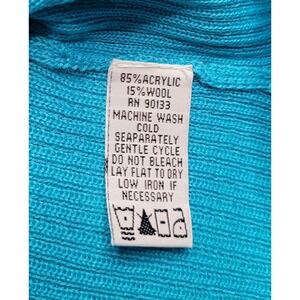 85% ACRYLIC
15% WOOL
RN 90133
MACHINE WASH
COLD
SEAPARATELY
GENTLE CYCLE
DO NOT BLEACH
LAY FLAT TO DRY
LOW IRON IF
NECESSARY